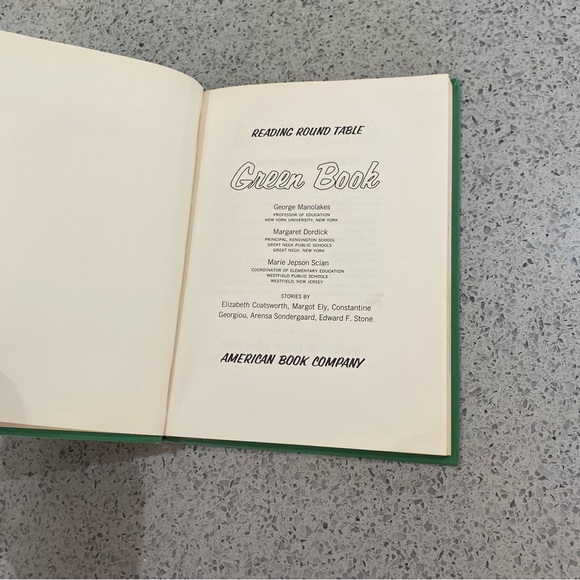 READING ROUND TABLE
Green Book
George Manolakes
PROFESSOR OF EDUCATION
NEW YORK UNIVERSITY, NEW YORK
Margaret Dordick
PRINCIPAL, KENSINGTON SCHOOL
GREAT NECK PUBLIC SCHOOLS
GREAT NECK, NEW YORK
Marie Jepson Scian
COORDINATOR OF ELEMENTARY EDUCATION
WESTFIELD PUBLIC SCHOOLS
WESTFIELD, NEW JERSEY
STORIES BY
Elizabeth Coatsworth, Margot Ely, Constantine
Georgiou, Arensa Sondergaard, Edward F. Stone
AMERICAN BOOK COMPANY